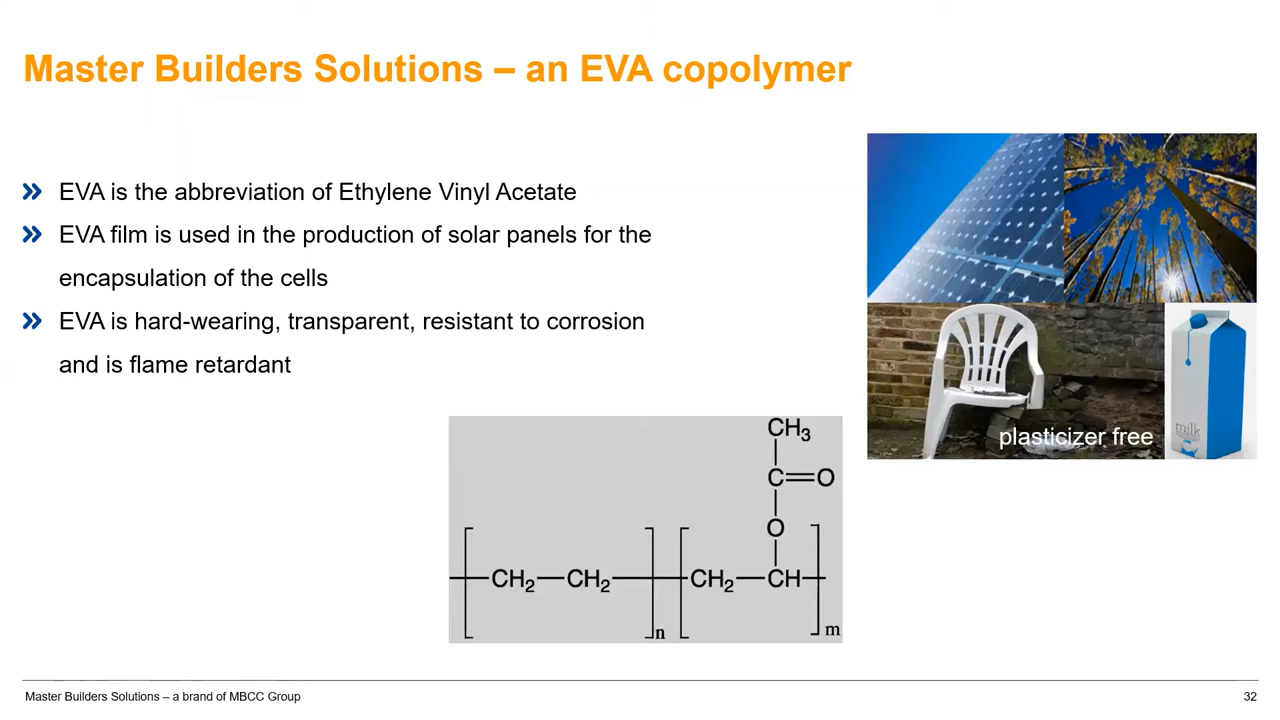 Master Builders Solutions – an EVA copolymer
EVA is the abbreviation of Ethylene Vinyl Acetate
EVA film is used in the production of solar panels for the
encapsulation of the cells
EVA is hard-wearing, transparent, resistant to corrosion
and is flame retardant
plasticizer free
milk
CH₃
C=O
O
CH₂—CH₂ n CH₂—CH m
Master Builders Solutions – a brand of MBCC Group
32